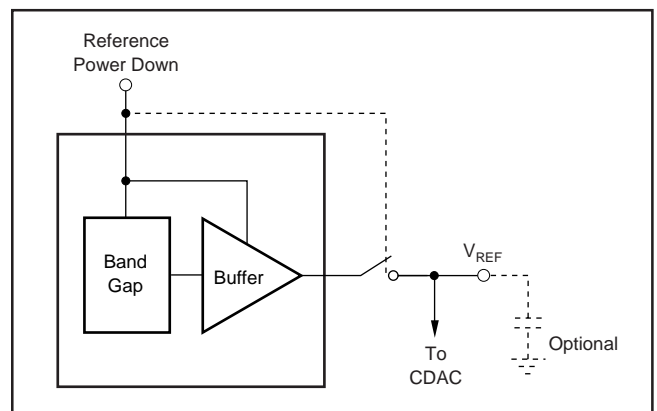 Reference
Power Down
Band
Gap
Buffer
VREF
To
CDAC
Optional